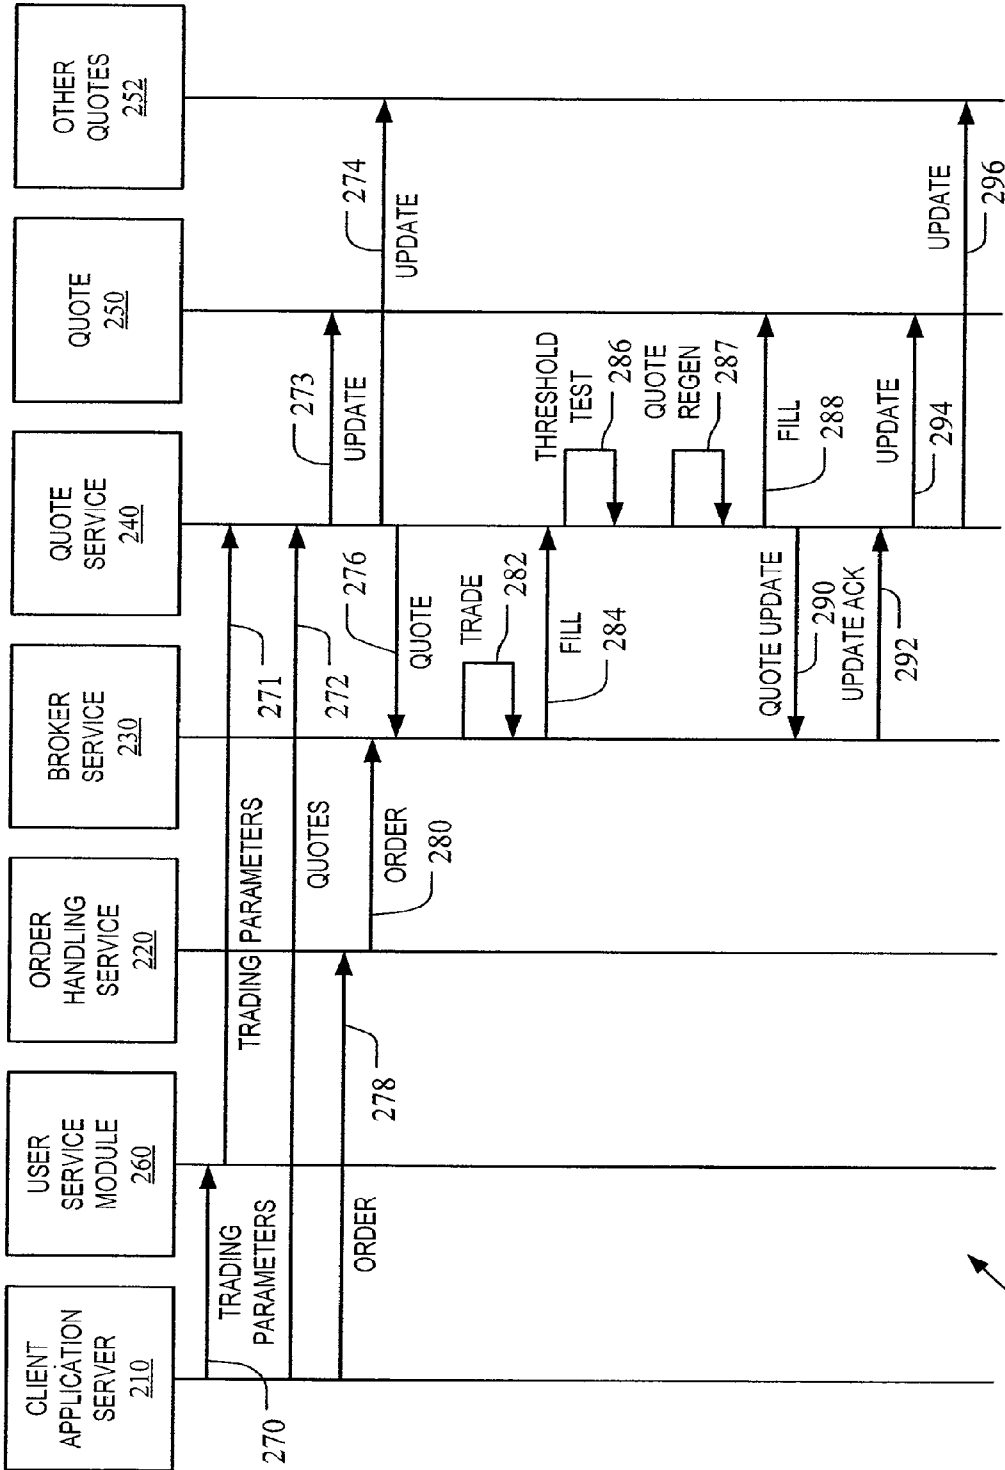 CLIENT
APPLICATION
SERVER
210
USER
SERVICE
MODULE
260
ORDER
HANDLING
SERVICE
220
BROKER
SERVICE
230
QUOTE
SERVICE
240
QUOTE
250
OTHER
QUOTES
252
270
TRADING
PARAMETERS
TRADING PARAMETERS
271
QUOTES
272
273
UPDATE
274
UPDATE
ORDER
278
ORDER
280
276
QUOTE
TRADE
282
FILL
284
THRESHOLD
TEST
286
QUOTE
REGEN
287
FILL
288
QUOTE UPDATE
290
UPDATE ACK
292
UPDATE
294
UPDATE
296